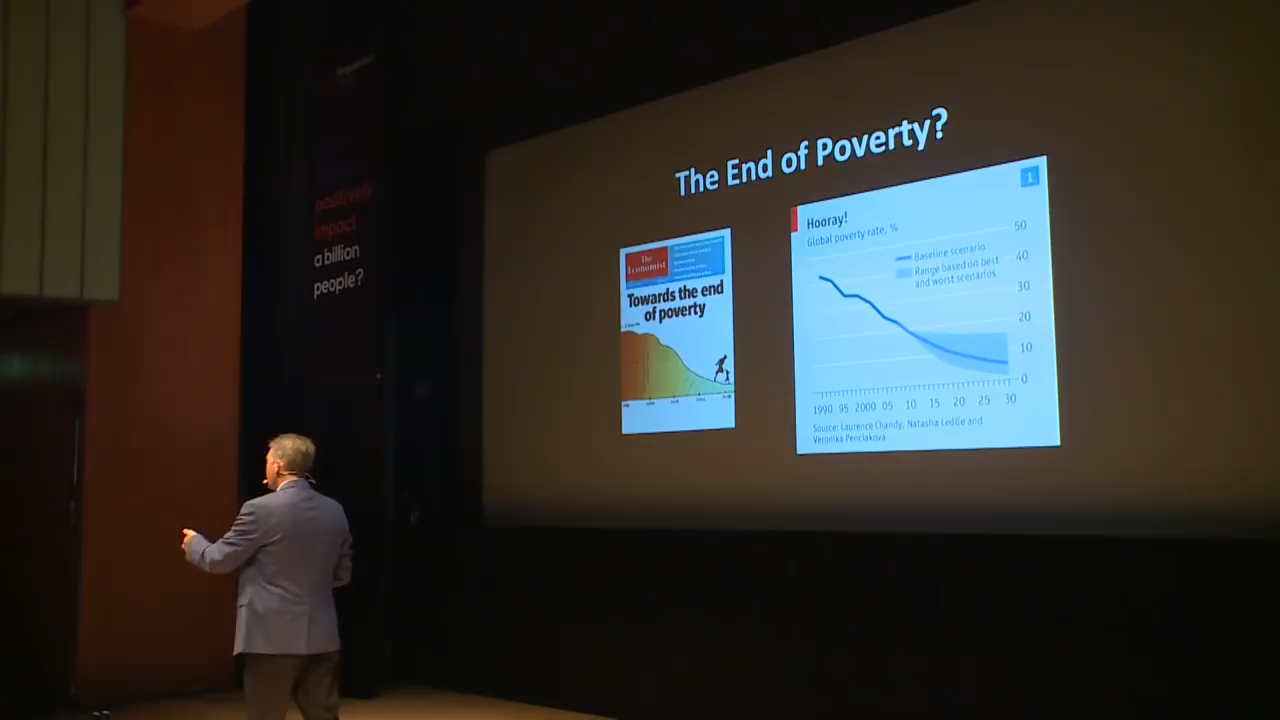 positively
impact
a billion
people?
The End of Poverty?
The
Economist
Towards the end
of poverty
1
Hooray!
Global poverty rate, %
Baseline scenario
Range based on best
and worst scenarios
50
40
30
20
10
0
1990 95 2000 05 10 15 20 25 30
Source: Laurence Chandy, Natasha Ledlie and
Veronika Penciakova